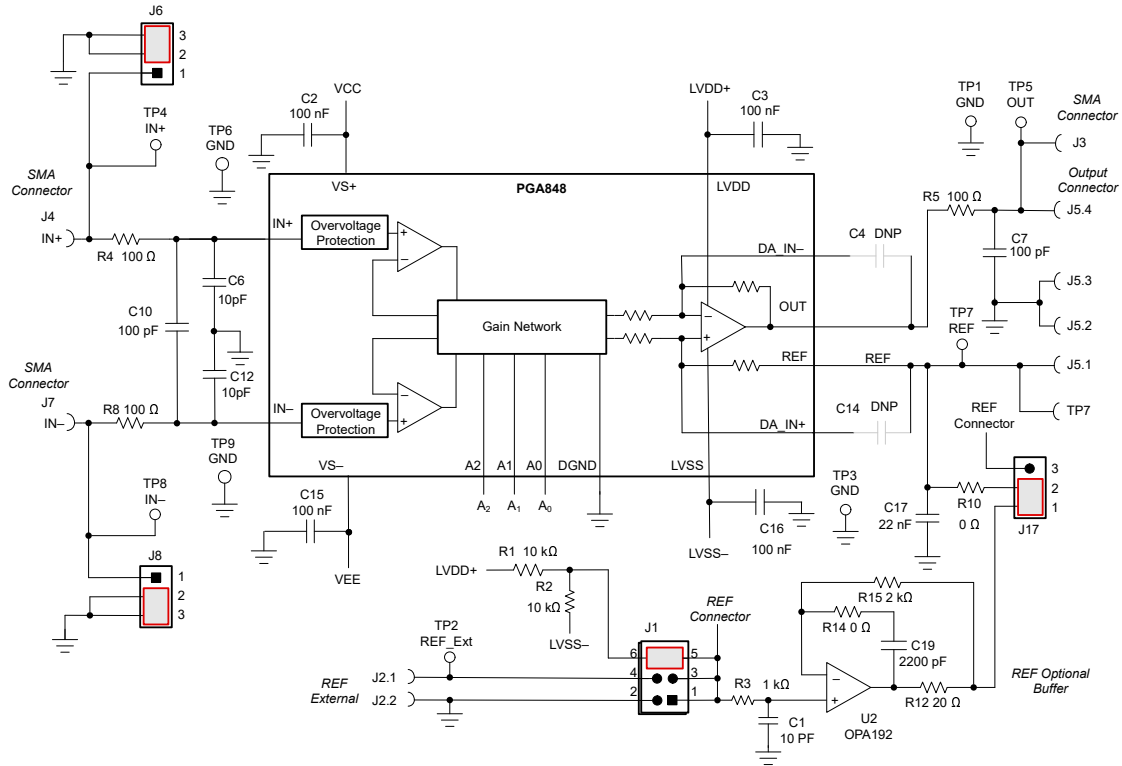 J6
3
2
1
TP4
IN+
TP6
GND
C2
100 nF
VCC
LVDD+
C3
100 nF
TP1
GND
TP5
OUT
SMA
Connector
J3
VS+
PGA848
LVDD
SMA
Connector
J4
IN+
R4 100 Ω
IN+
Overvoltage
Protection
+
−
C6
10pF
C10
100 pF
C12
10pF
Gain Network
DA_IN−
C4 DNP
OUT
−
+
R5 100 Ω
Output
Connector
J5.4
C7
100 pF
J5.3
J5.2
TP7
REF
REF
REF
J5.1
TP7
SMA
Connector
J7
IN−
R8 100 Ω
IN−
Overvoltage
Protection
−
+
C14 DNP
DA_IN+
REF
Connector
TP9
GND
VS−
A2 A1 A0 DGND
LVSS
3
2
1
J17
R10
0 Ω
C17
22 nF
TP8
IN−
C15
100 nF
VEE
A₂ A₁ A₀
LVSS−
C16
100 nF
TP3
GND
J8
1
2
3
LVDD+
R1 10 kΩ
R2
10 kΩ
LVSS−
TP2
REF_Ext
J1
REF
Connector
6 5
4 3
2 1
REF
External
J2.1
J2.2
R3 1 kΩ
C1
10 PF
R15 2 kΩ
R14 0 Ω
C19
2200 pF
−
+
U2
OPA192
R12 20 Ω
REF Optional
Buffer